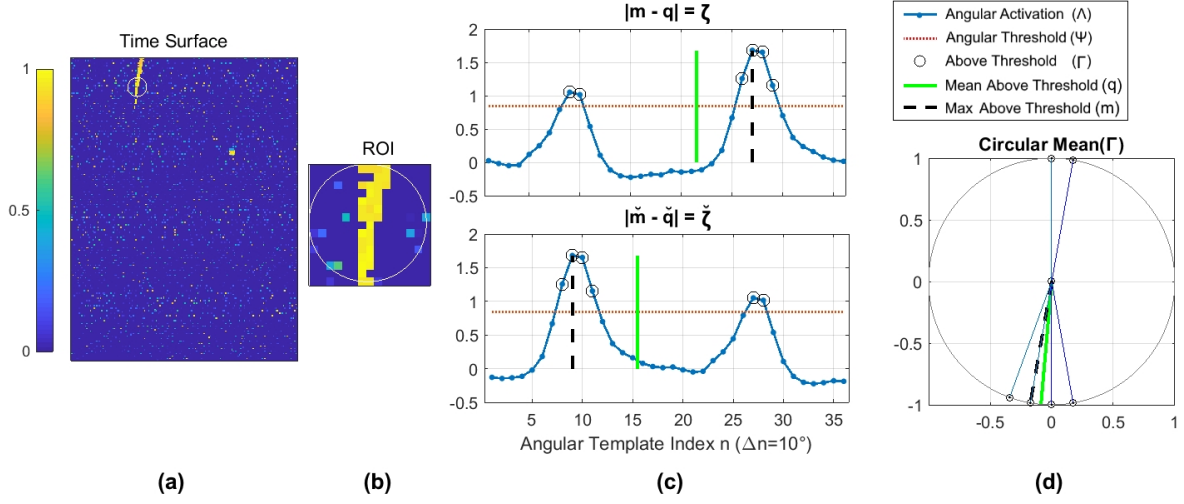 Time Surface
1
0.5
0
(a)
ROI
(b)
|m - q| = ζ
2
1.5
1
0.5
0
-0.5
|m̌ - q̌| = ζ̌
2
1.5
1
0.5
0
-0.5
5 10 15 20 25 30 35
Angular Template Index n (Δn=10°)
(c)
Angular Activation (Λ)
Angular Threshold (Ψ)
Above Threshold (Γ)
Mean Above Threshold (q)
Max Above Threshold (m)
Circular Mean(Γ)
1
0.5
0
-0.5
-1
-0.5 0 0.5 1
(d)